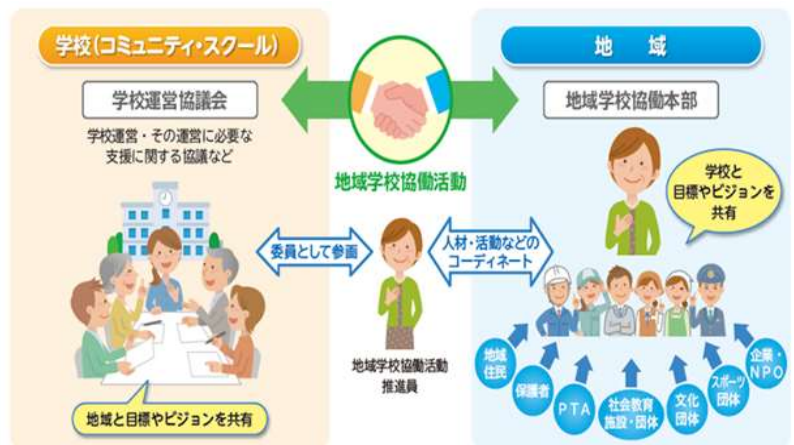 学校(コミュニティ・スクール)
学校運営協議会
学校運営・その運営に必要な
支援に関する協議など
地域と目標やビジョンを共有
地域学校協働活動
委員として参画
人材・活動などの
コーディネート
地域学校協働活動
推進員
地 域
地域学校協働本部
学校と
目標やビジョンを
共有
地域
住民
保護者
PTA
社会教育
施設・団体
文化
団体
スポーツ
団体
企業・
NPO